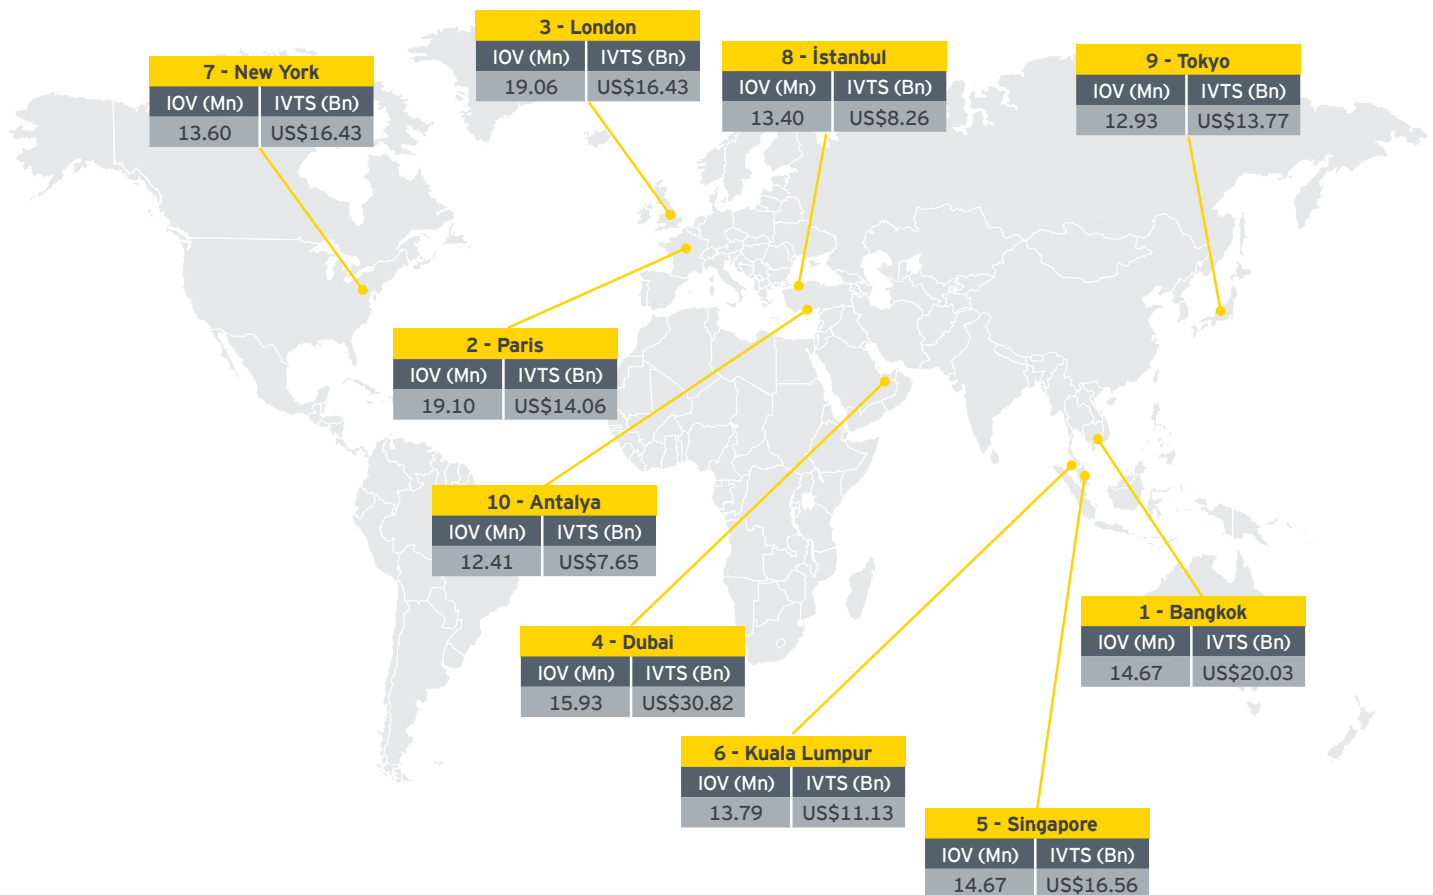 3 - London
IOV (Mn) IVTS (Bn)
19.06 US$16.43
8 - İstanbul
IOV (Mn) IVTS (Bn)
13.40 US$8.26
9 - Tokyo
IOV (Mn) IVTS (Bn)
12.93 US$13.77
7 - New York
IOV (Mn) IVTS (Bn)
13.60 US$16.43
2 - Paris
IOV (Mn) IVTS (Bn)
19.10 US$14.06
10 - Antalya
IOV (Mn) IVTS (Bn)
12.41 US$7.65
1 - Bangkok
IOV (Mn) IVTS (Bn)
14.67 US$20.03
4 - Dubai
IOV (Mn) IVTS (Bn)
15.93 US$30.82
6 - Kuala Lumpur
IOV (Mn) IVTS (Bn)
13.79 US$11.13
5 - Singapore
IOV (Mn) IVTS (Bn)
14.67 US$16.56